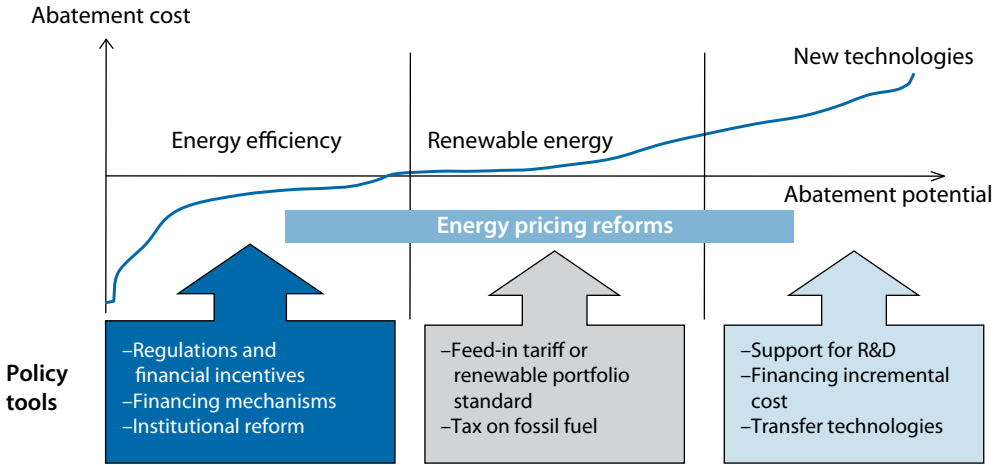 Abatement cost
New technologies
Energy efficiency
Renewable energy
Abatement potential
Energy pricing reforms
Policy
tools
–Regulations and
financial incentives
–Financing mechanisms
–Institutional reform
–Feed-in tariff or
renewable portfolio
standard
–Tax on fossil fuel
–Support for R&D
–Financing incremental
cost
–Transfer technologies